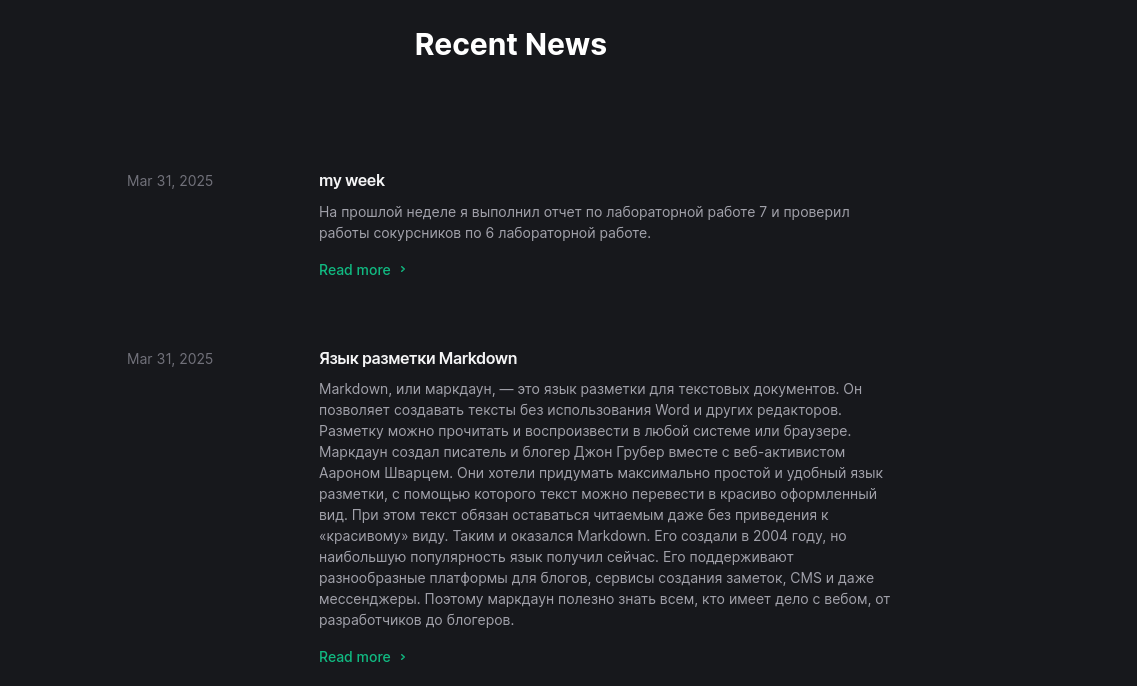 Recent News
Mar 31, 2025
my week
На прошлой неделе я выполнил отчет по лабораторной работе 7 и проверил
работы сокурсников по 6 лабораторной работе.
Read more ›
Mar 31, 2025
Язык разметки Markdown
Markdown, или маркдаун, — это язык разметки для текстовых документов. Он
позволяет создавать тексты без использования Word и других редакторов.
Разметку можно прочитать и воспроизвести в любой системе или браузере.
Маркдаун создал писатель и блогер Джон Грубер вместе с веб-активистом
Аароном Шварцем. Они хотели придумать максимально простой и удобный язык
разметки, с помощью которого текст можно перевести в красиво оформленный
вид. При этом текст обязан оставаться читаемым даже без приведения к
«красивому» виду. Таким и оказался Markdown. Его создали в 2004 году, но
наибольшую популярность язык получил сейчас. Его поддерживают
разнообразные платформы для блогов, сервисы создания заметок, CMS и даже
мессенджеры. Поэтому маркдаун полезно знать всем, кто имеет дело с вебом, от
разработчиков до блогеров.
Read more ›